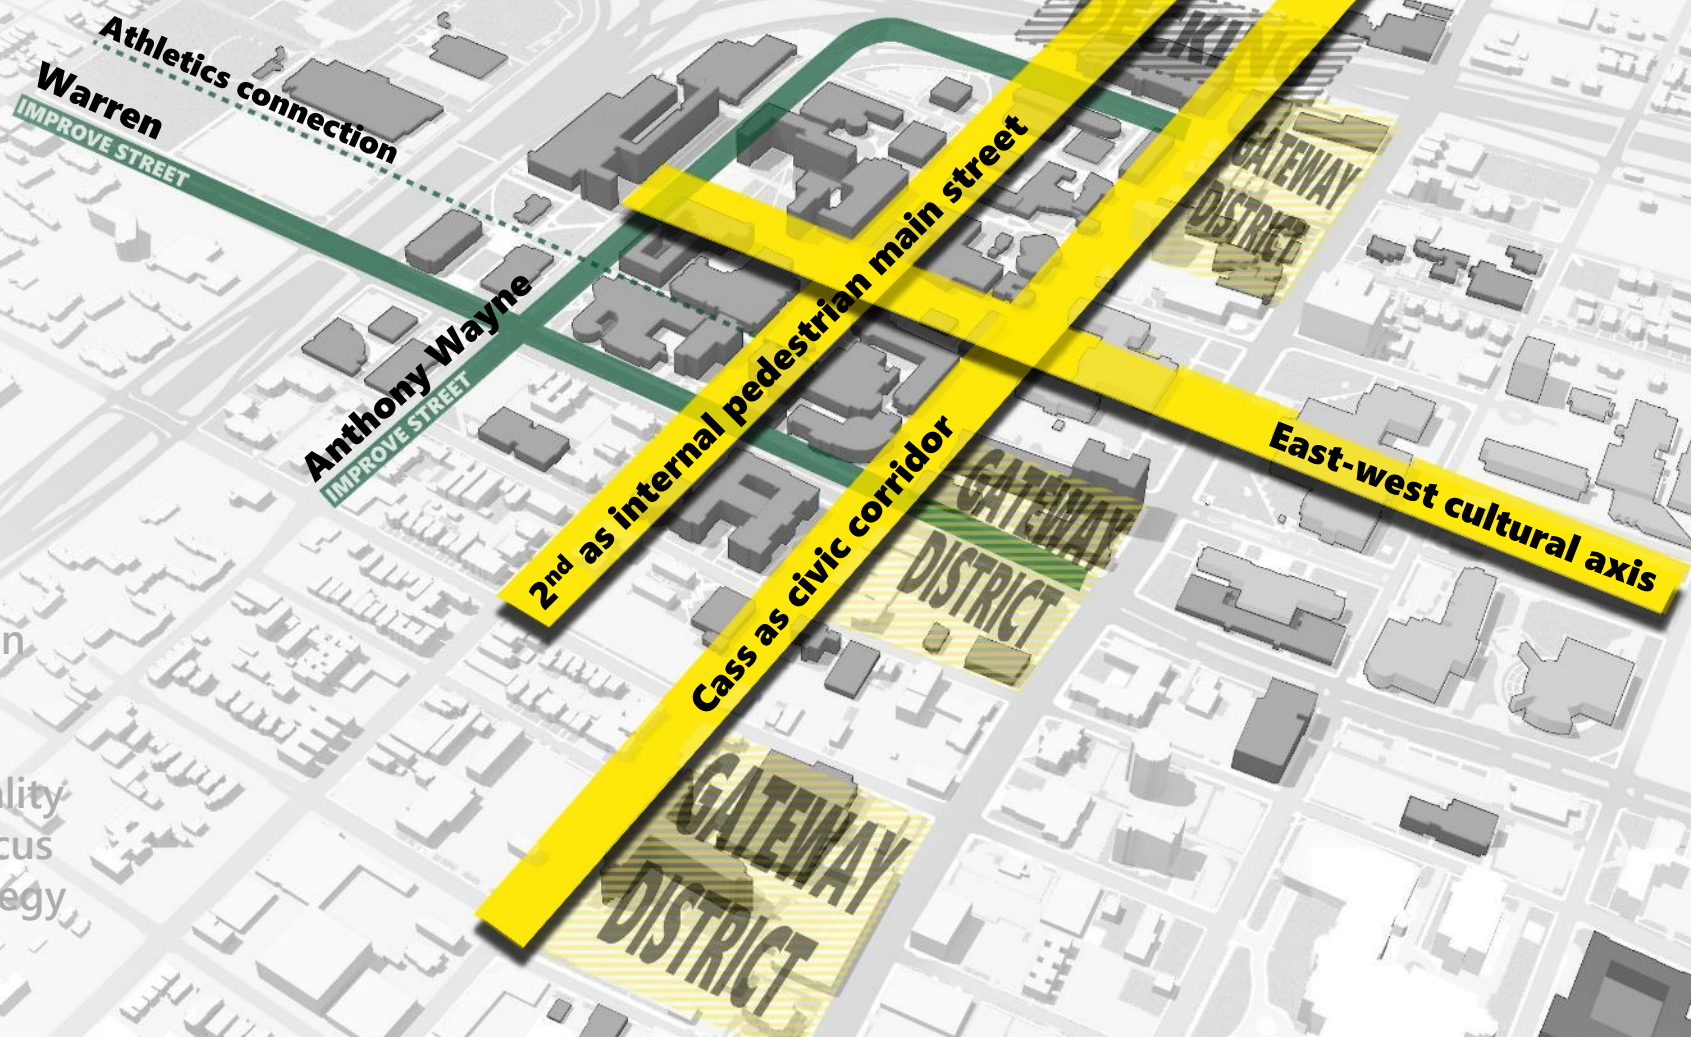 DECKING
Athletics connection
Warren
IMPROVE STREET
GATEWAY
DISTRICT
2nd as internal pedestrian main street
Anthony Wayne
IMPROVE STREET
East-west cultural axis
Cass as civic corridor
GATEWAY
DISTRICT
GATEWAY
DISTRICT